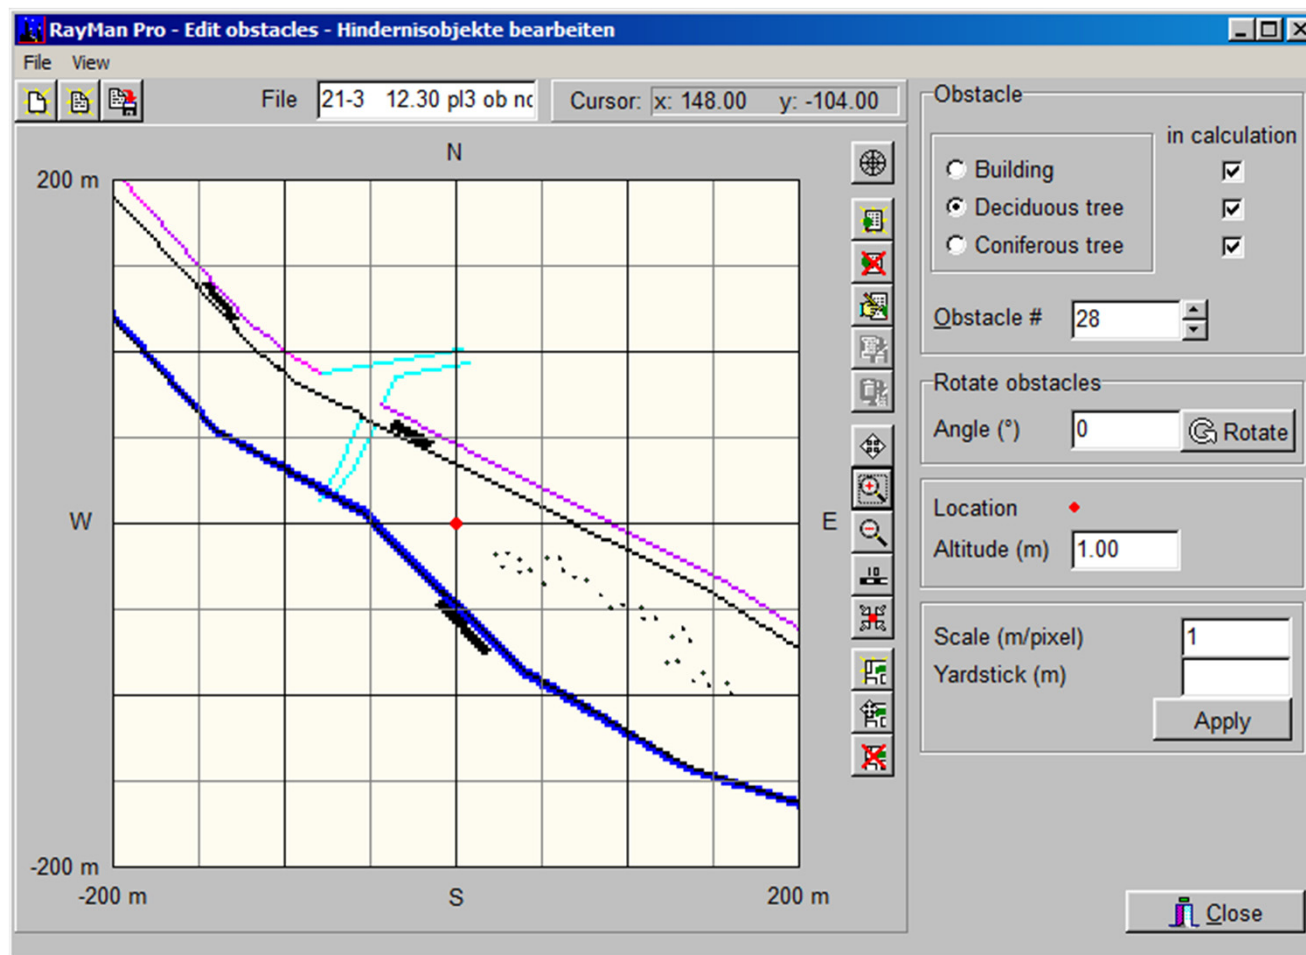 RayMan Pro - Edit obstacles - Hindernisobjekte bearbeiten
File View
File 21-3 12.30 pl3 ob nc
Cursor: x: 148.00 y: -104.00
N
200 m
W
E
-200 m
-200 m S 200 m
Obstacle
in calculation
Building
Deciduous tree
Coniferous tree
Obstacle # 28
Rotate obstacles
Angle (°) 0 Rotate
Location
Altitude (m) 1.00
Scale (m/pixel) 1
Yardstick (m)
Apply
Close